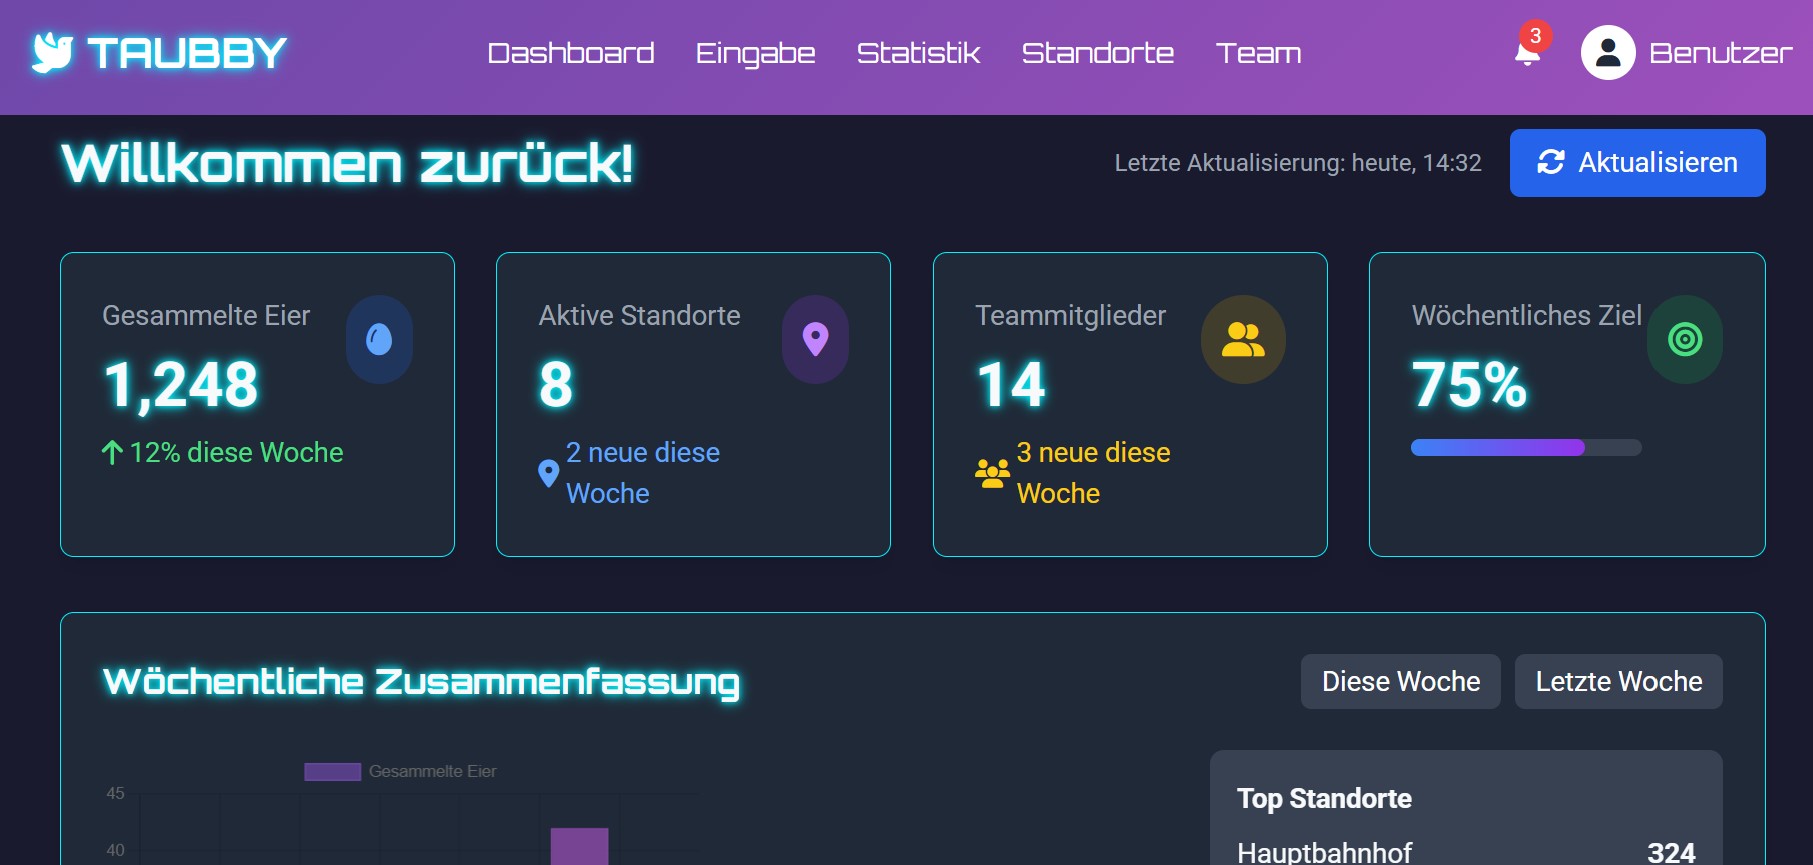 TAUBBY
Dashboard
Eingabe
Statistik
Standorte
Team
3
Benutzer
Willkommen zurück!
Letzte Aktualisierung: heute, 14:32
Aktualisieren
Gesammelte Eier
1,248
12% diese Woche
Aktive Standorte
8
2 neue diese
Woche
Teammitglieder
14
3 neue diese
Woche
Wöchentliches Ziel
75%
Wöchentliche Zusammenfassung
Diese Woche
Letzte Woche
Gesammelte Eier
45
40
Top Standorte
Hauptbahnhof
324